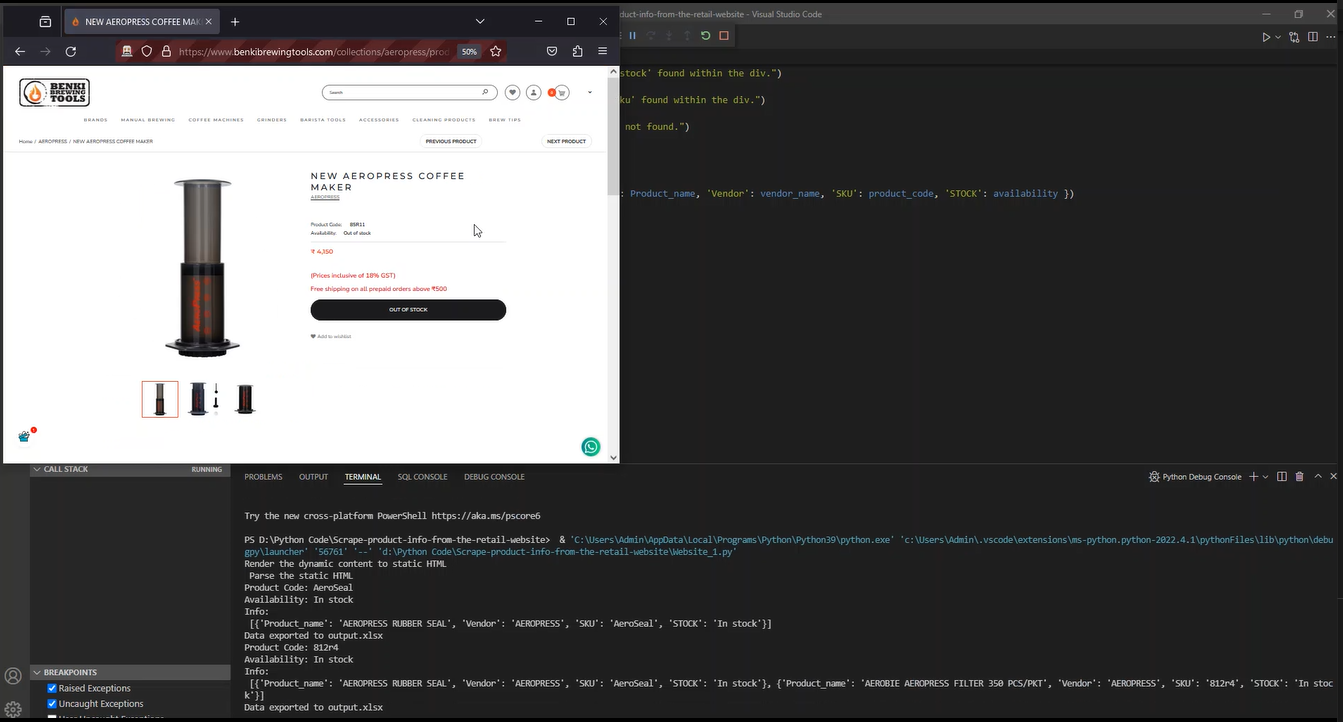 NEW AEROPRESS COFFEE MAK
duct-info-from-the-retail-website - Visual Studio Code
https://www.benkibrewingtools.com/collections/aeropress/prod
50%
BENKI BREWING TOOLS
Search
0
BRANDS MANUAL BREWING COFFEE MACHINES GRINDERS BARISTA TOOLS ACCESSORIES CLEANING PRODUCTS BREW TIPS
Home / AEROPRESS / NEW AEROPRESS COFFEE MAKER
PREVIOUS PRODUCT
NEXT PRODUCT
NEW AEROPRESS COFFEE
MAKER
AEROPRESS
Product Code: 85R11
Availability: Out of stock
₹ 4,150
(Prices inclusive of 18% GST)
Free shipping on all prepaid orders above ₹500
OUT OF STOCK
Add to wishlist
stock' found within the div.")
ku' found within the div.")
not found.")
: Product_name, 'Vendor': vendor_name, 'SKU': product_code, 'STOCK': availability })
CALL STACK RUNNING
BREAKPOINTS
Raised Exceptions
Uncaught Exceptions
User Uncaught Exceptions
PROBLEMS OUTPUT TERMINAL SQL CONSOLE DEBUG CONSOLE
Python Debug Console
Try the new cross-platform PowerShell https://aka.ms/pscore6
PS D:\Python Code\Scrape-product-info-from-the-retail-website> & 'C:\Users\Admin\AppData\Local\Programs\Python\Python39\python.exe' 'c:\Users\Admin\.vscode\extensions\ms-python.python-2022.4.1\pythonFiles\lib\python\debu
gpy\launcher' '56761' '--' 'd:\Python Code\Scrape-product-info-from-the-retail-website\Website_1.py'
Render the dynamic content to static HTML
Parse the static HTML
Product Code: AeroSeal
Availability: In stock
Info:
[{'Product_name': 'AEROPRESS RUBBER SEAL', 'Vendor': 'AEROPRESS', 'SKU': 'AeroSeal', 'STOCK': 'In stock'}]
Data exported to output.xlsx
Product Code: 812r4
Availability: In stock
Info:
[{'Product_name': 'AEROPRESS RUBBER SEAL', 'Vendor': 'AEROPRESS', 'SKU': 'AeroSeal', 'STOCK': 'In stock'}, {'Product_name': 'AEROBIE AEROPRESS FILTER 350 PCS/PKT', 'Vendor': 'AEROPRESS', 'SKU': '812r4', 'STOCK': 'In stoc
k'}]
Data exported to output.xlsx